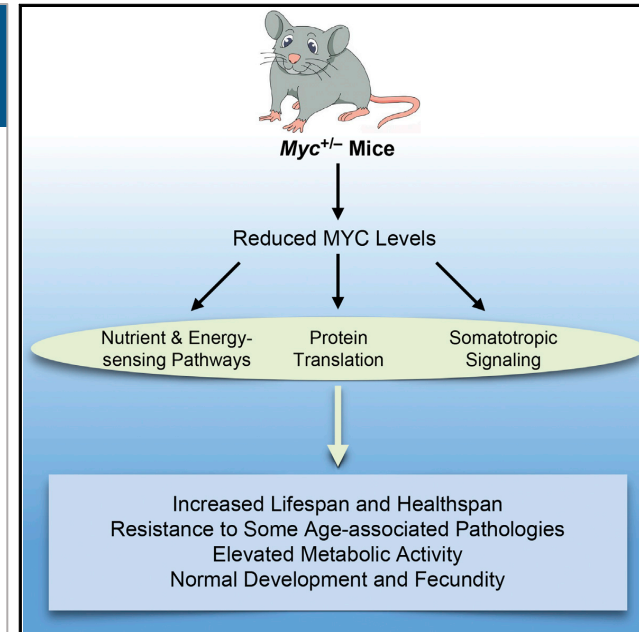 Myc+/– Mice
Reduced MYC Levels
Nutrient & Energy-
sensing Pathways
Protein
Translation
Somatotropic
Signaling
Increased Lifespan and Healthspan
Resistance to Some Age-associated Pathologies
Elevated Metabolic Activity
Normal Development and Fecundity